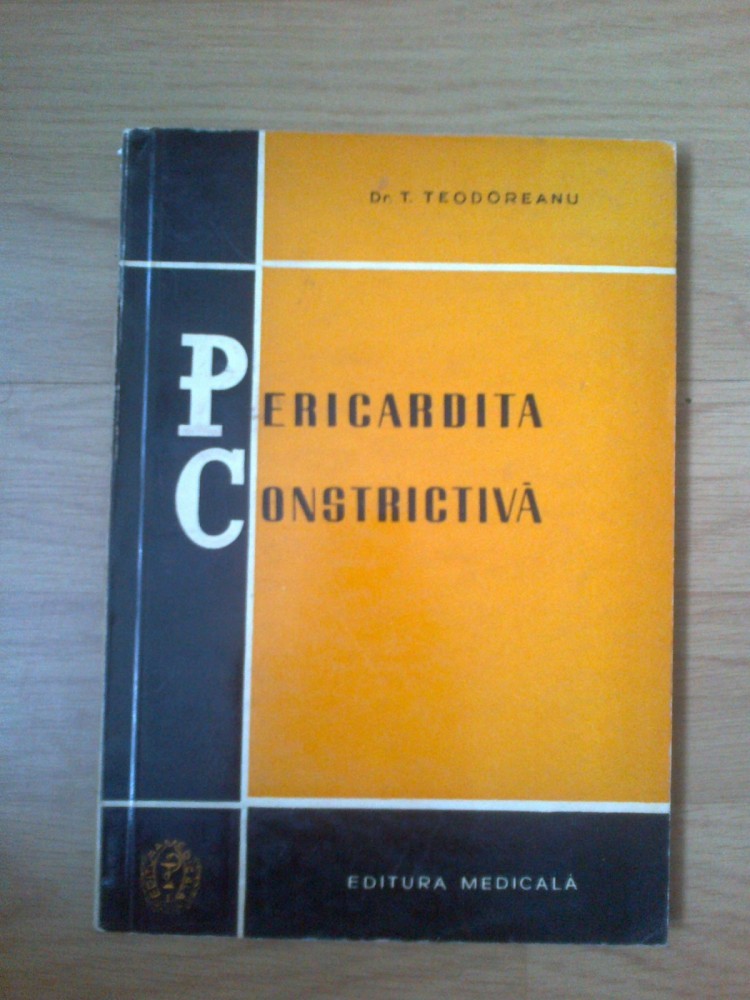 Dr. T. TEODOREANU
PERICARDITA
CONSTRICTIVĂ
EDITURA MEDICALĂ